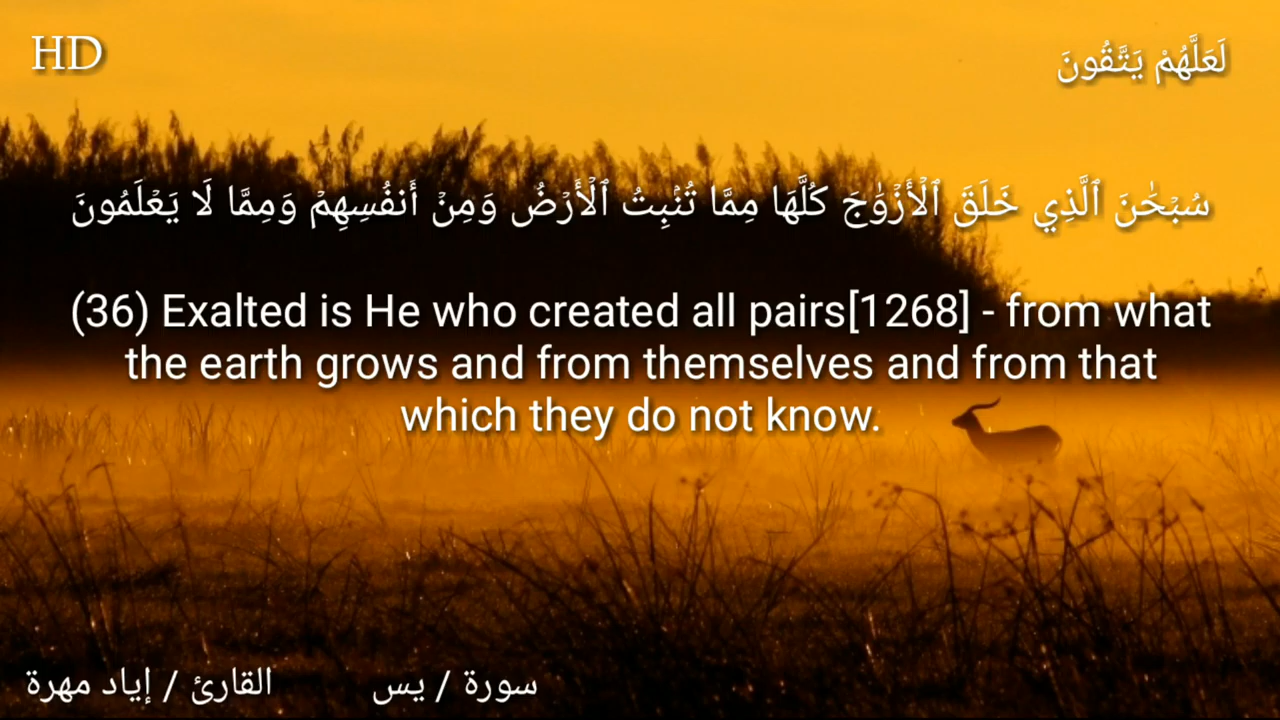 HD
لَعَلَّهُمْ يَتَّقُونَ
سُبۡحَٰنَ ٱلَّذِي خَلَقَ ٱلۡأَزۡوَٰجَ كُلَّهَا مِمَّا تُنۢبِتُ ٱلۡأَرۡضُ وَمِنۡ أَنفُسِهِمۡ وَمِمَّا لَا يَعۡلَمُونَ
(36) Exalted is He who created all pairs[1268] - from what
the earth grows and from themselves and from that
which they do not know.
سورة / يس
القارئ / إياد مهرة